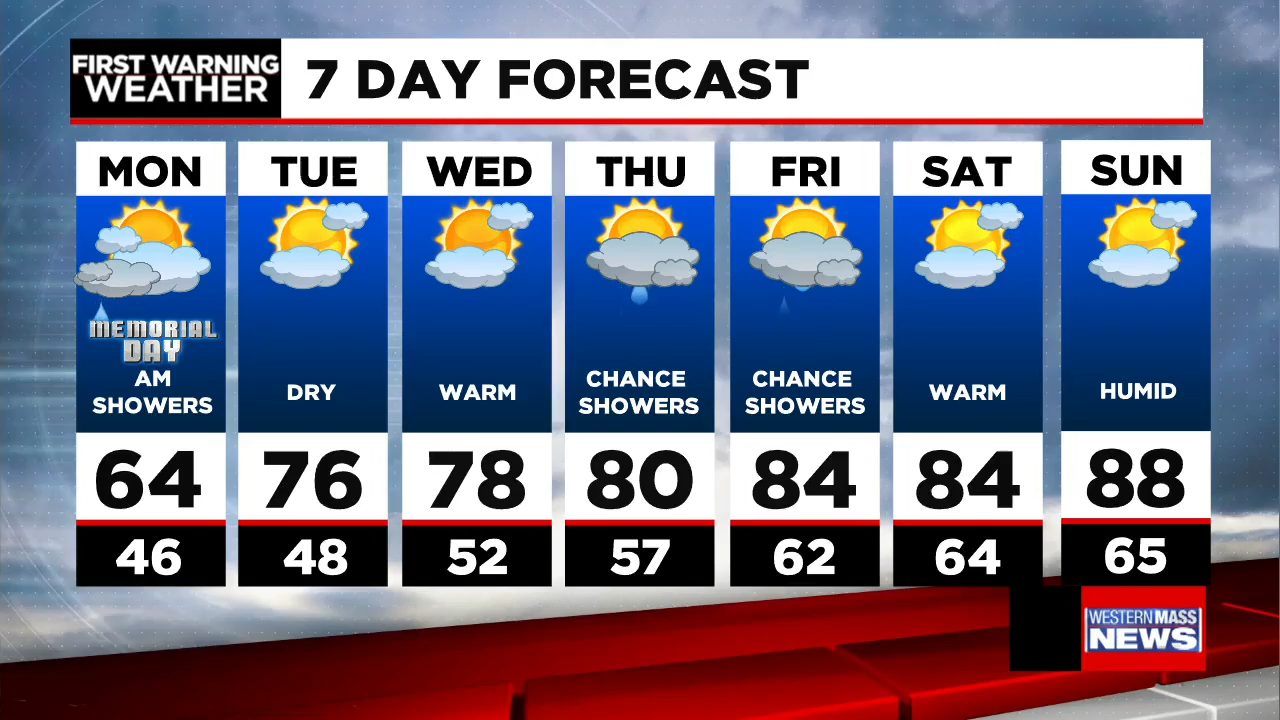 FIRST WARNING
WEATHER
7 DAY FORECAST
MON
TUE
WED
THU
FRI
SAT
SUN
MEMORIAL
DAY
AM
SHOWERS
DRY
WARM
CHANCE
SHOWERS
CHANCE
SHOWERS
WARM
HUMID
64
76
78
80
84
84
88
46
48
52
57
62
64
65
WESTERN MASS
NEWS